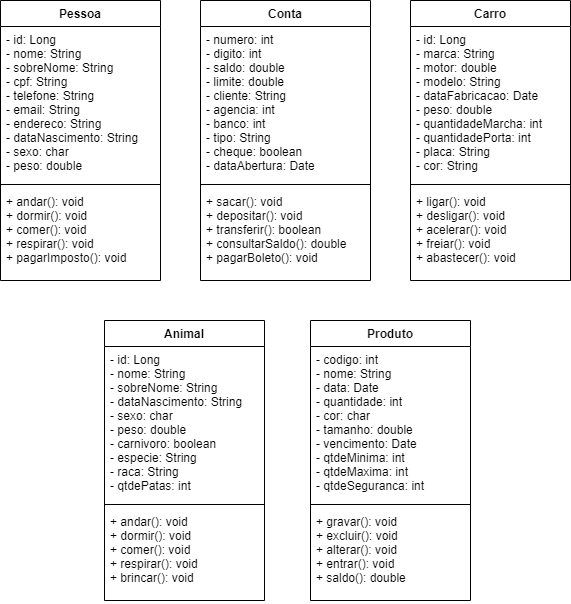 Pessoa
- id: Long
- nome: String
- sobreNome: String
- cpf: String
- telefone: String
- email: String
- endereco: String
- dataNascimento: String
- sexo: char
- peso: double
+ andar(): void
+ dormir(): void
+ comer(): void
+ respirar(): void
+ pagarImposto(): void
Conta
- numero: int
- digito: int
- saldo: double
- limite: double
- cliente: String
- agencia: int
- banco: int
- tipo: String
- cheque: boolean
- dataAbertura: Date
+ sacar(): void
+ depositar(): void
+ transferir(): boolean
+ consultarSaldo(): double
+ pagarBoleto(): void
Carro
- id: Long
- marca: String
- motor: double
- modelo: String
- dataFabricacao: Date
- peso: double
- quantidadeMarcha: int
- quantidadePorta: int
- placa: String
- cor: String
+ ligar(): void
+ desligar(): void
+ acelerar(): void
+ freiar(): void
+ abastecer(): void
Animal
- id: Long
- nome: String
- sobreNome: String
- dataNascimento: String
- sexo: char
- peso: double
- carnivoro: boolean
- especie: String
- raca: String
- qtdePatas: int
+ andar(): void
+ dormir(): void
+ comer(): void
+ respirar(): void
+ brincar(): void
Produto
- codigo: int
- nome: String
- data: Date
- quantidade: int
- cor: char
- tamanho: double
- vencimento: Date
- qtdeMinima: int
- qtdeMaxima: int
- qtdeSeguranca: int
+ gravar(): void
+ excluir(): void
+ alterar(): void
+ entrar(): void
+ saldo(): double